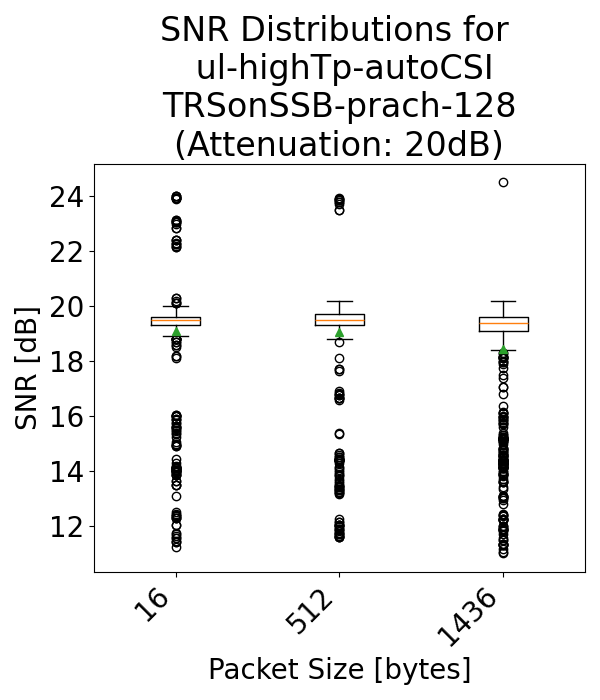 SNR Distributions for
ul-highTp-autoCSI
TRSonSSB-prach-128
(Attenuation: 20dB)
24
22
20
18
16
14
12
SNR [dB]
16
512
1436
Packet Size [bytes]